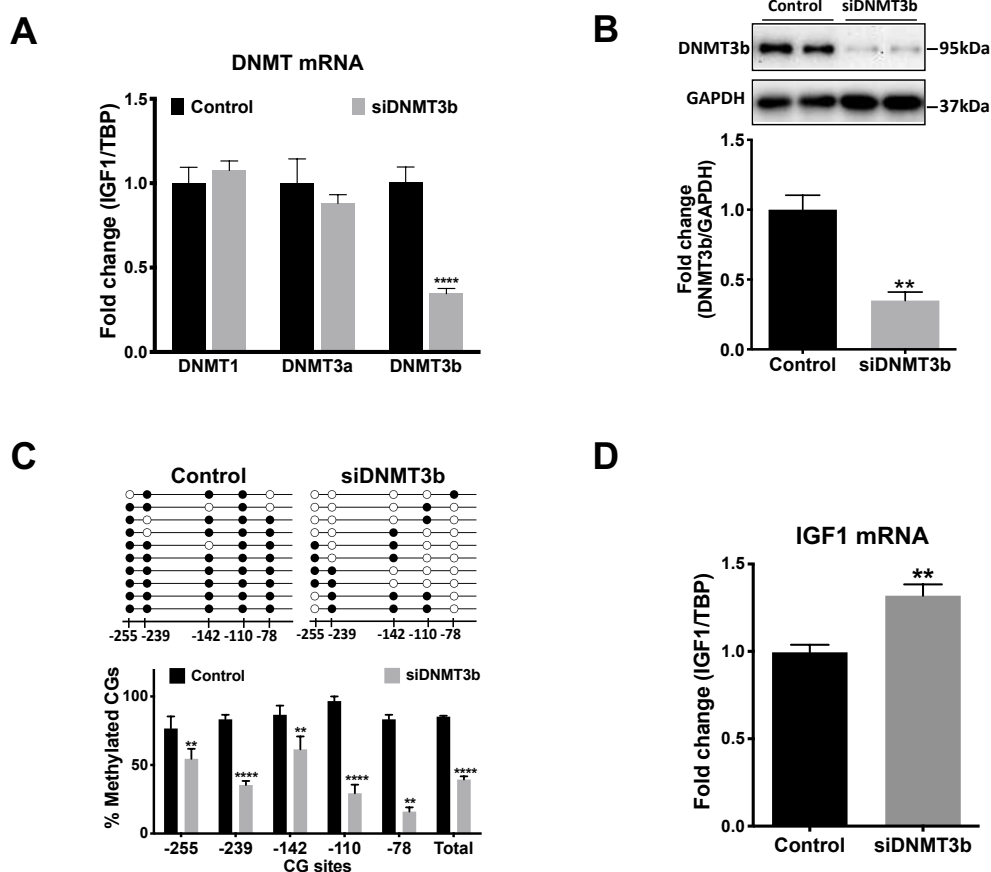 A
DNMT mRNA
Fold change (IGF1/TBP)
1.5
1.0
0.5
0.0
Control
siDNMT3b
****
DNMT1 DNMT3a DNMT3b
B
Control siDNMT3b
DNMT3b
95kDa
GAPDH
37kDa
Fold change
(DNMT3b/GAPDH)
1.5
1.0
0.5
0.0
**
Control siDNMT3b
C
Control siDNMT3b
-255 -239 -142 -110 -78
-255 -239 -142 -110 -78
% Methylated CGs
100
50
0
Control
siDNMT3b
** **** ** **** ** ****
-255 -239 -142 -110 -78 Total
CG sites
D
IGF1 mRNA
Fold change (IGF1/TBP)
1.5
1.0
0.5
0.0
**
Control siDNMT3b